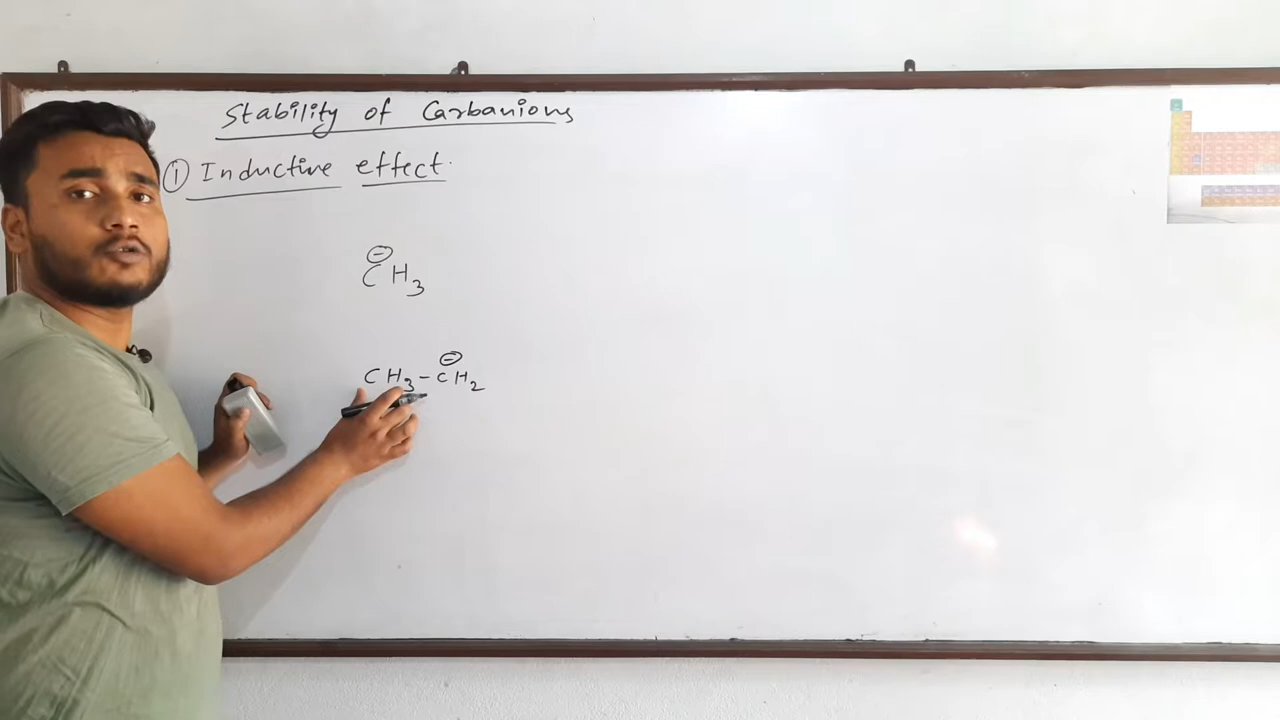 Stability of Carbanions
① Inductive effect.
⊖
CH₃
⊖
CH₃-CH₂